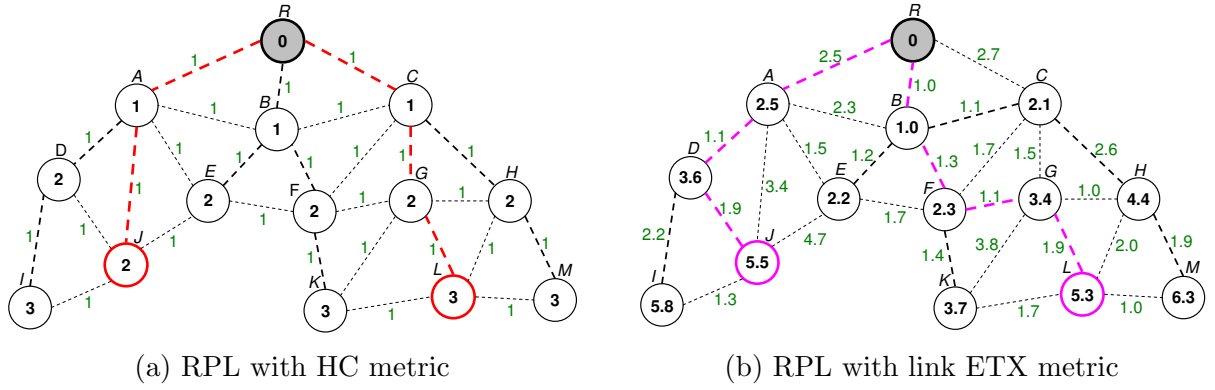 R R
0 0
1 1 2.5 2.7
A C A C
1 1.0
1 B 1 2.5 B 2.1
1 1 2.3 1.1
1 1 1.0
D 1 1 D 1.1 1.5 1.2 1.3 1.7 1.5 2.6
E 1 1 1 1 1 H E H
2 1 F G 3.6 3.4 F G
2 1 2 1 2 1 2 2.2 1.7 2.3 1.1 3.4 1.0 4.4
1 1 J 1 1.9 J 4.7
1 2 1 1 1 1 1 2.2 5.5 1.4 3.8 1.9 2.0 1.9
I K L M I K L M
3 1 3 1 3 1 3 5.8 1.3 3.7 1.7 5.3 1.0 6.3
(a) RPL with HC metric (b) RPL with link ETX metric